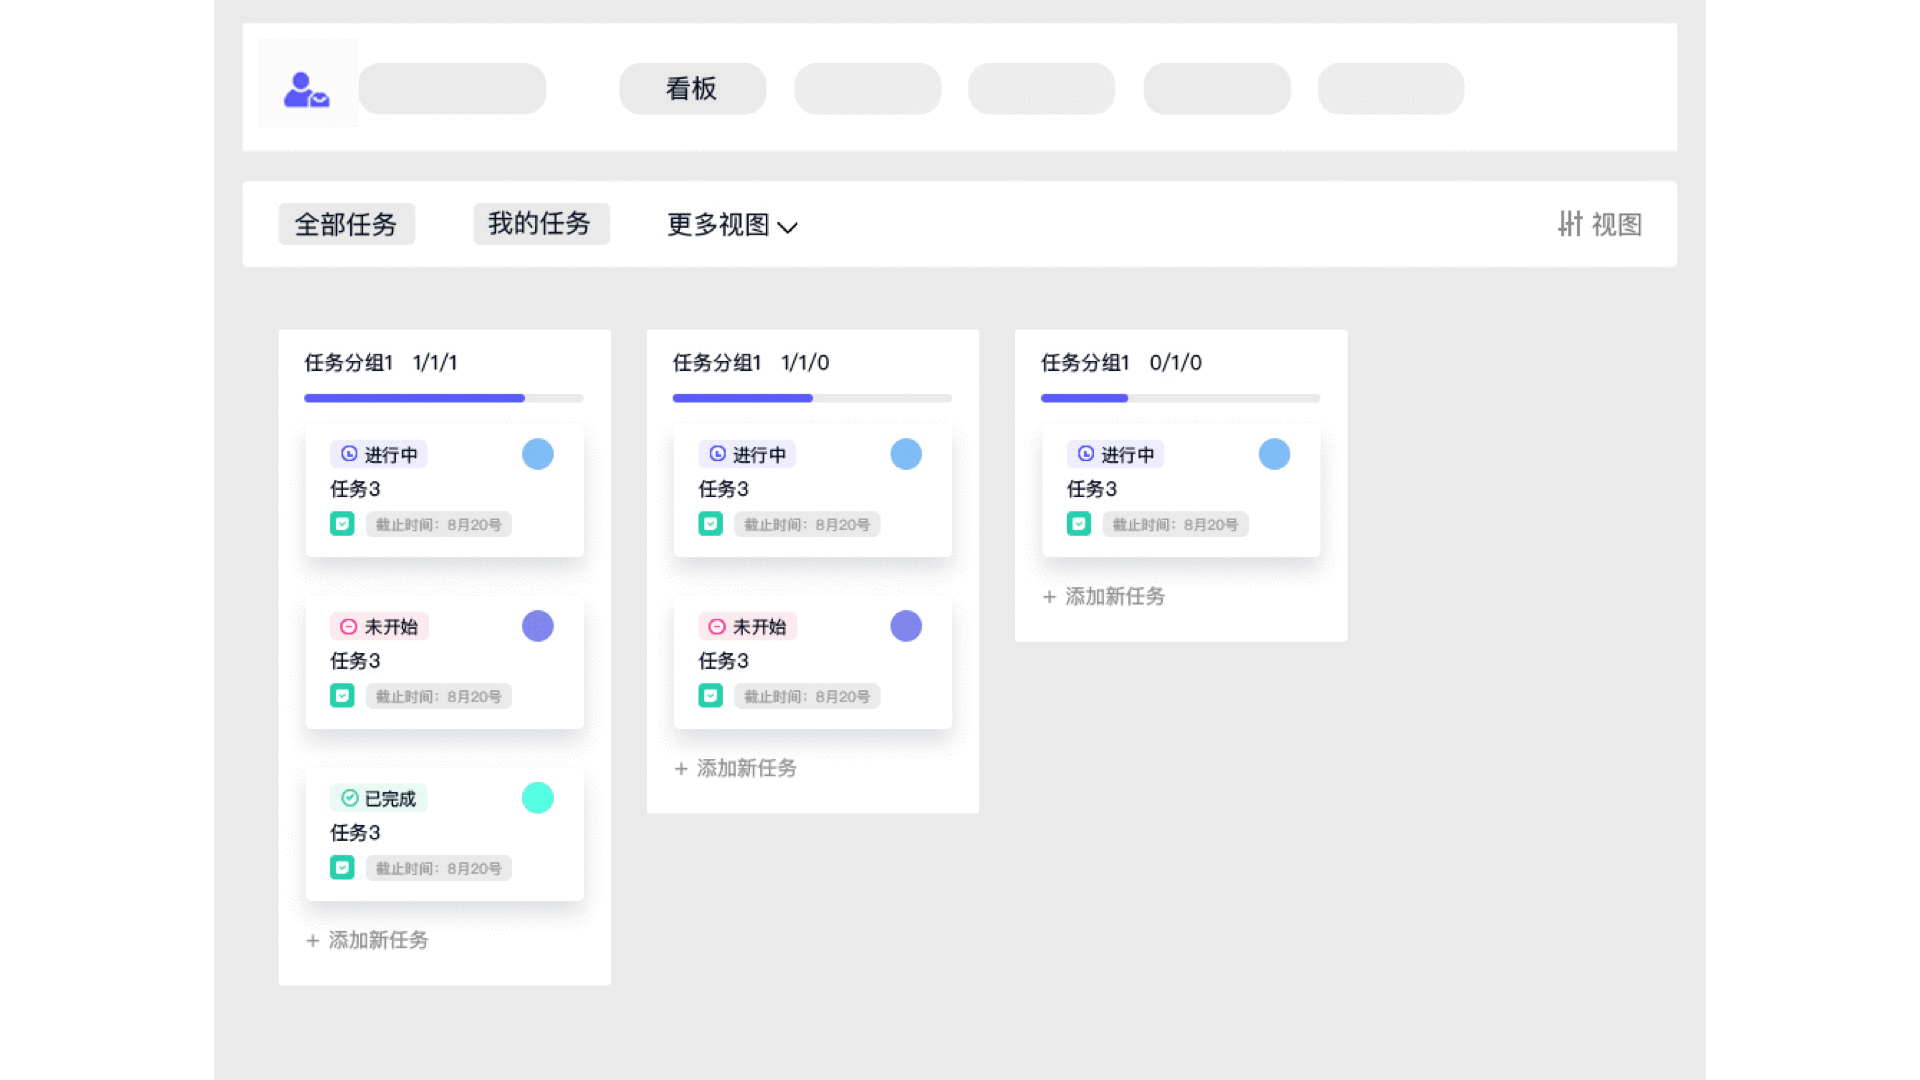 看板
全部任务 我的任务 更多视图 视图
任务分组1 1/1/1
进行中
任务3
截止时间：8月20号
未开始
任务3
截止时间：8月20号
已完成
任务3
截止时间：8月20号
+ 添加新任务
任务分组1 1/1/0
进行中
任务3
截止时间：8月20号
未开始
任务3
截止时间：8月20号
+ 添加新任务
任务分组1 0/1/0
进行中
任务3
截止时间：8月20号
+ 添加新任务